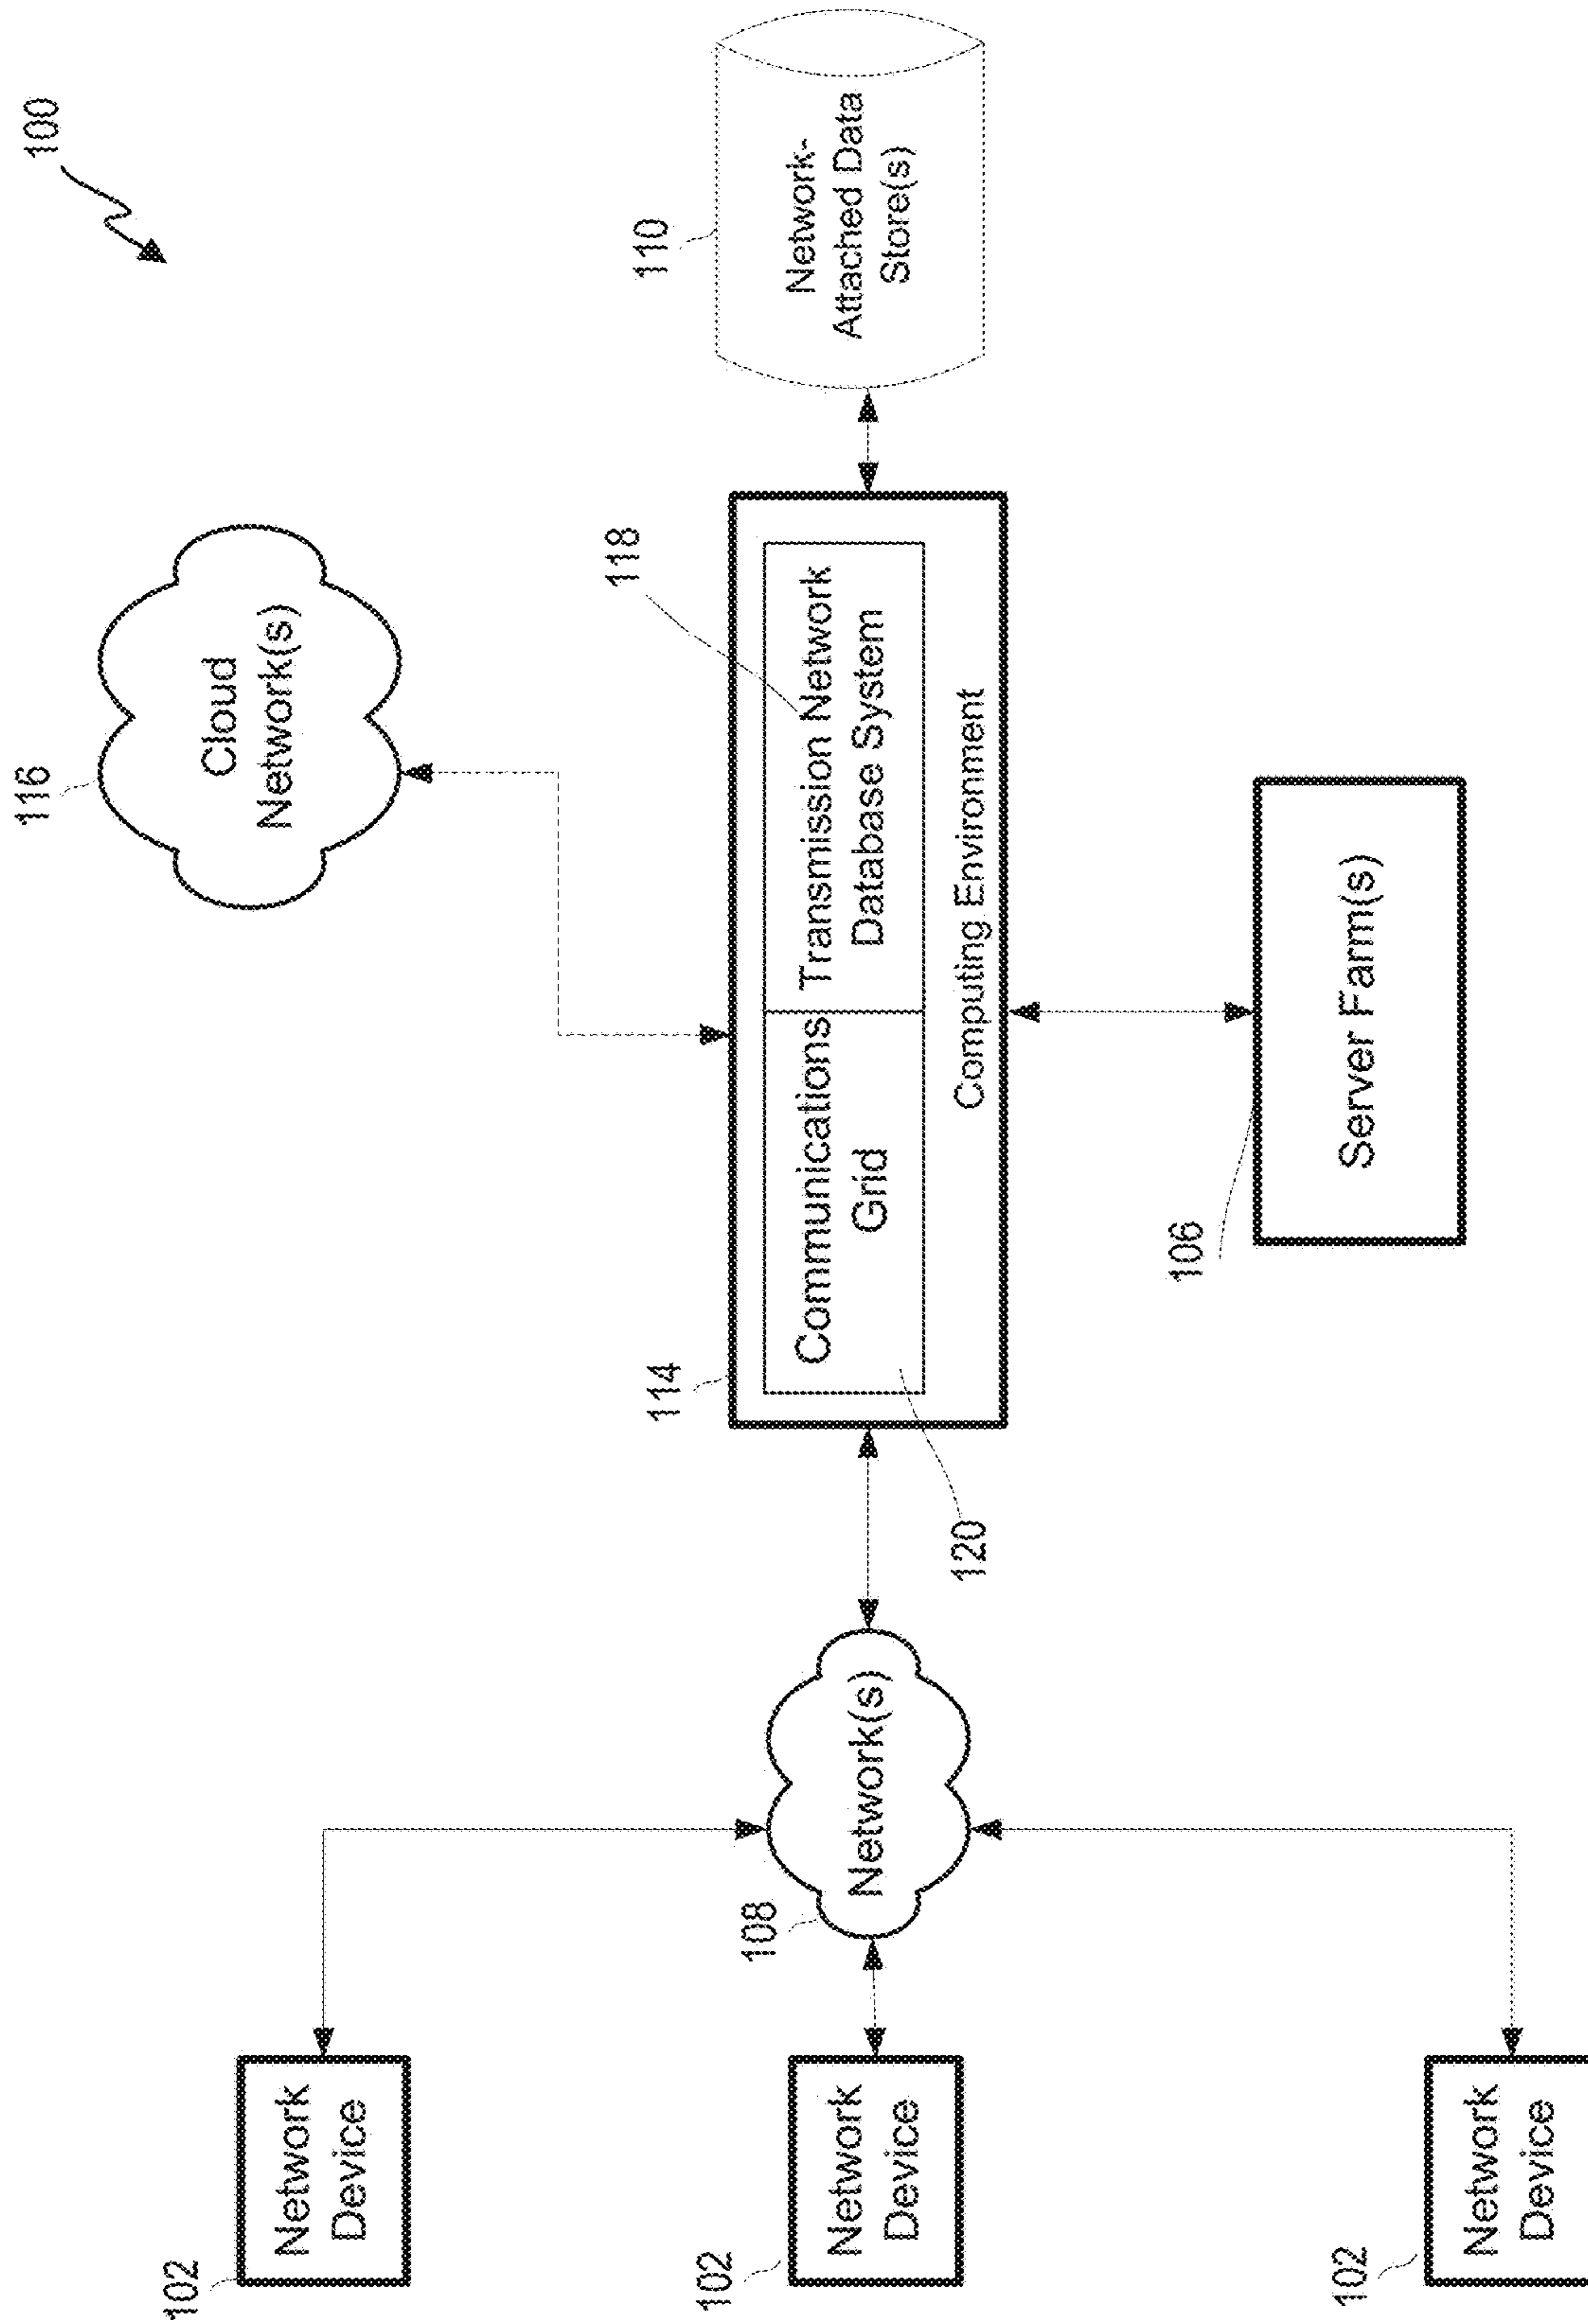 100
116
Cloud
Network(s)
110
Network-
Attached Data
Store(s)
118
114
Communications
Grid
Transmission Network
Database System
Computing Environment
120
108
Network(s)
106
Server Farm(s)
102
Network
Device
102
Network
Device
102
Network
Device